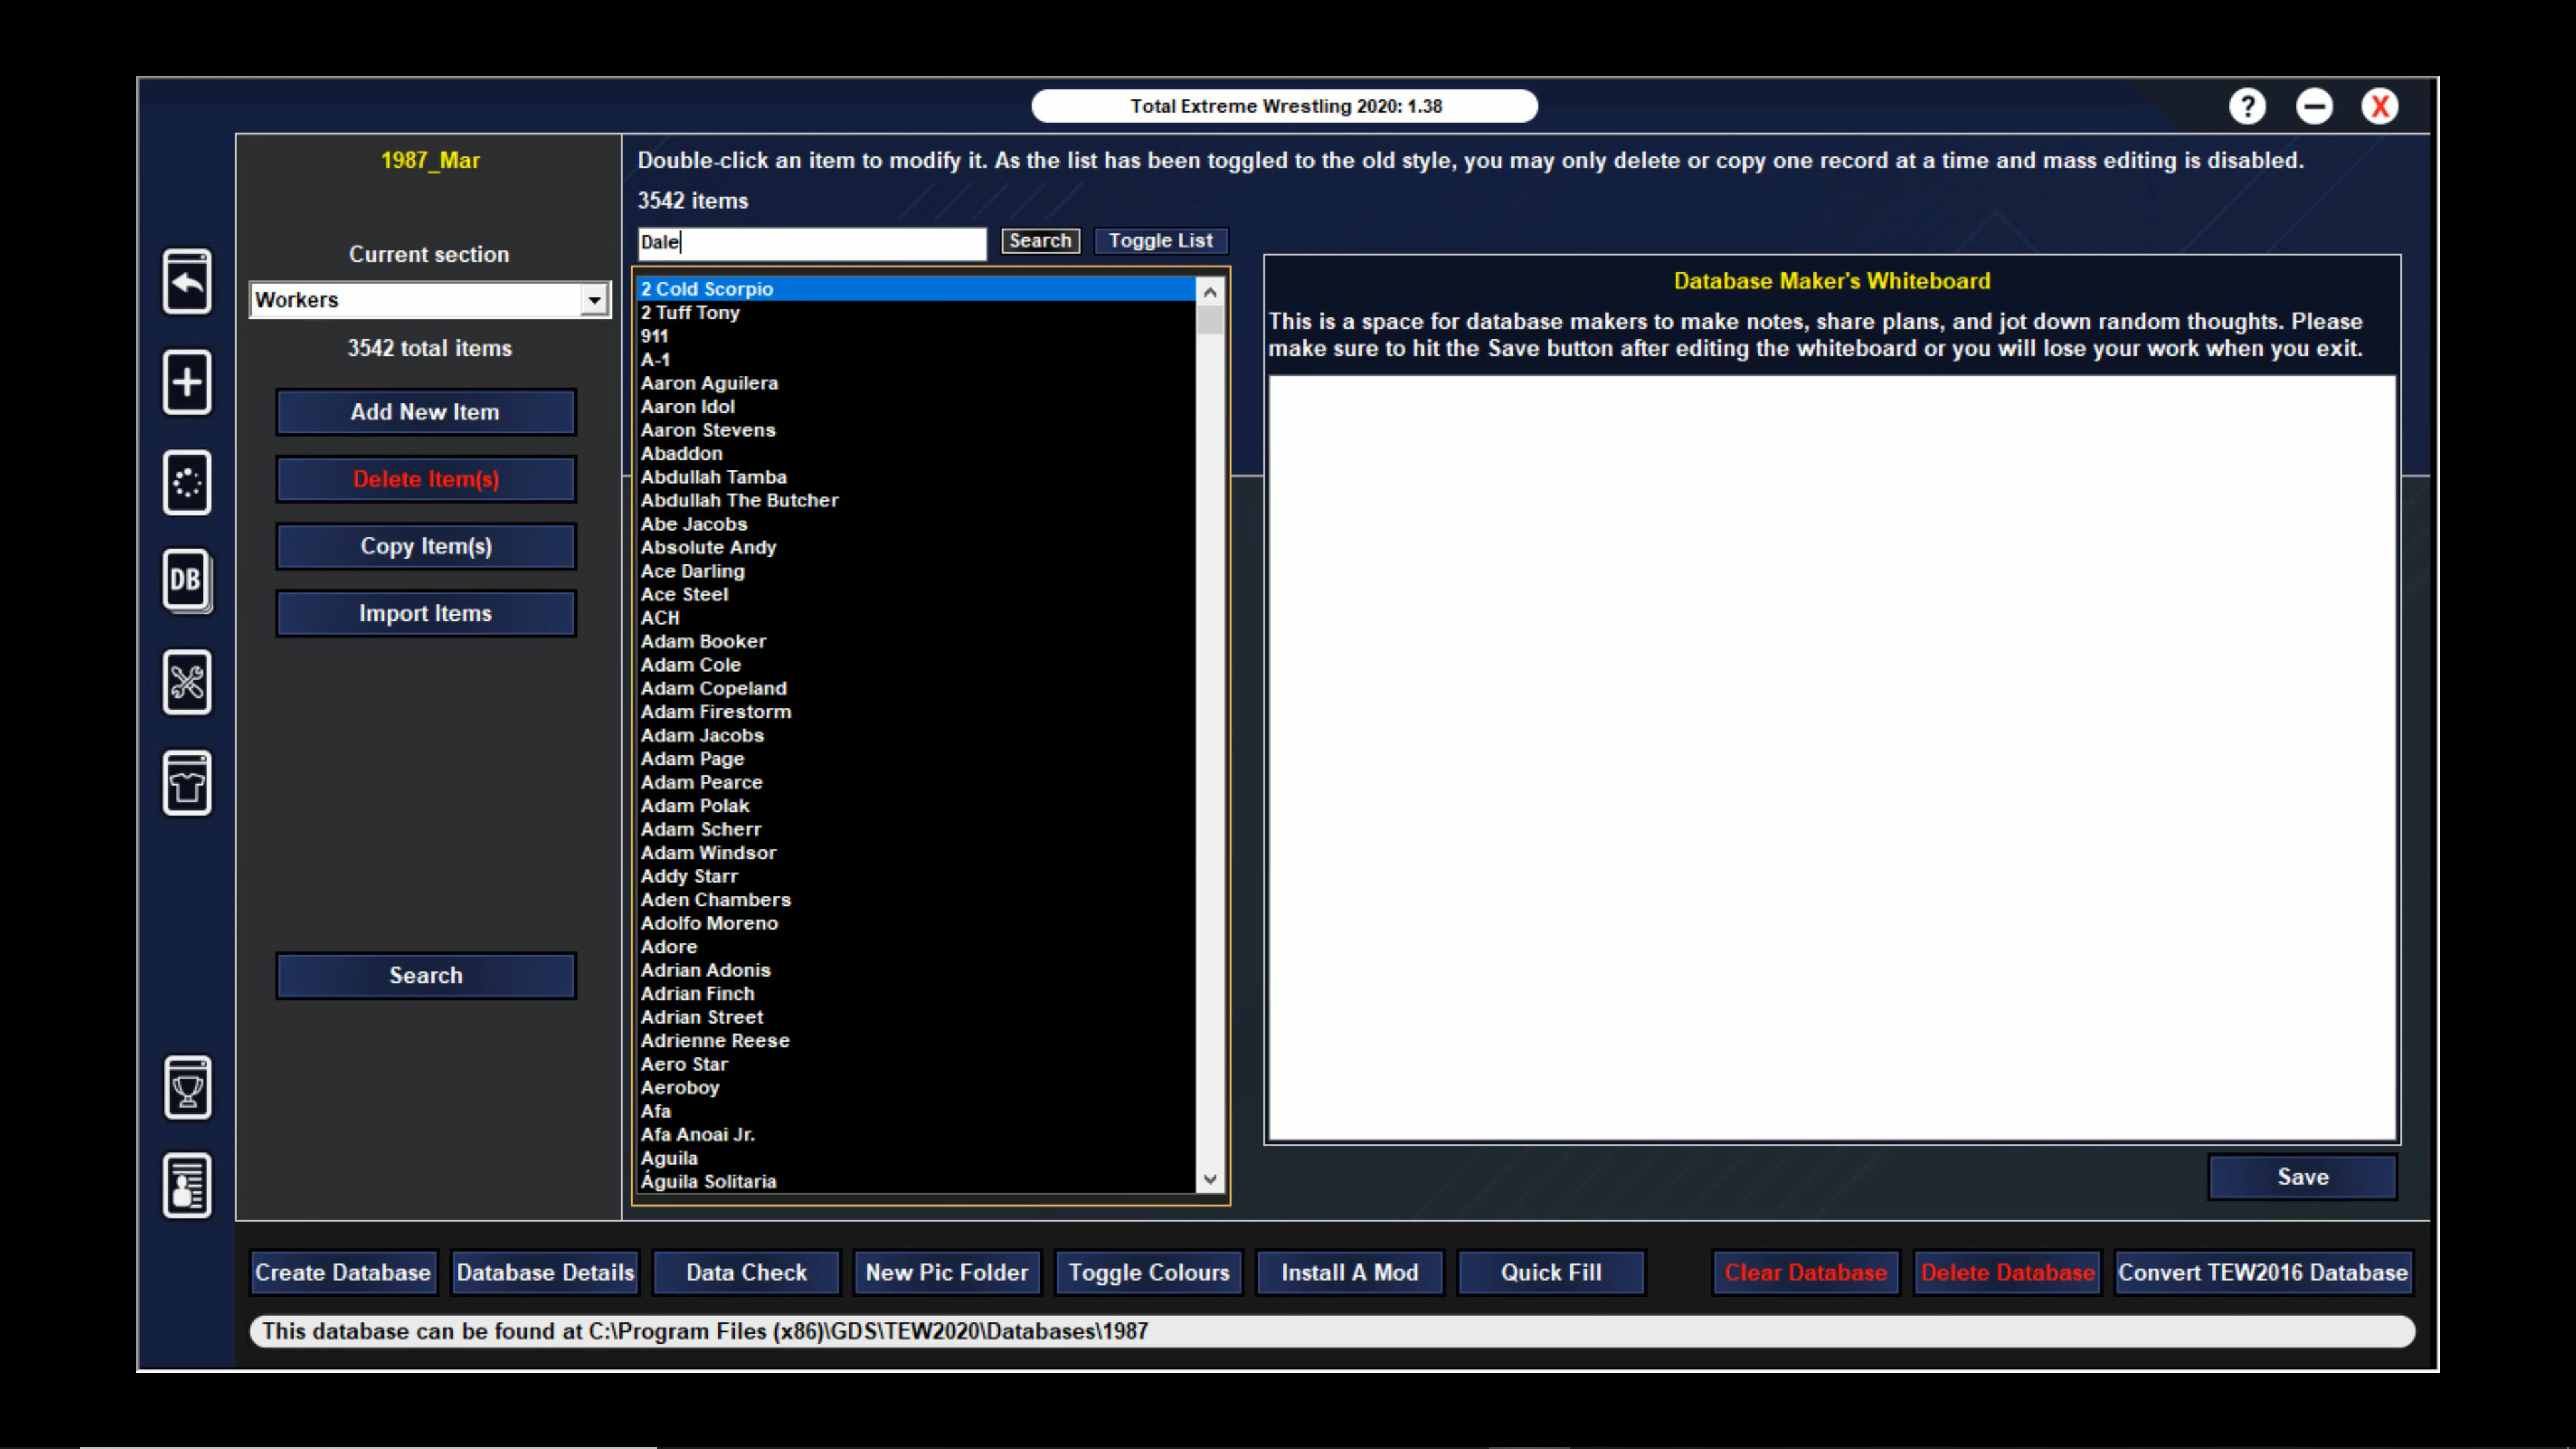 Total Extreme Wrestling 2020: 1.38
?
X
1987_Mar
Current section
Workers
3542 total items
Add New Item
Delete Item(s)
Copy Item(s)
Import Items
Search
DB
Double-click an item to modify it. As the list has been toggled to the old style, you may only delete or copy one record at a time and mass editing is disabled.
3542 items
Dale
Search
Toggle List
2 Cold Scorpio
2 Tuff Tony
911
A-1
Aaron Aguilera
Aaron Idol
Aaron Stevens
Abaddon
Abdullah Tamba
Abdullah The Butcher
Abe Jacobs
Absolute Andy
Ace Darling
Ace Steel
ACH
Adam Booker
Adam Cole
Adam Copeland
Adam Firestorm
Adam Jacobs
Adam Page
Adam Pearce
Adam Polak
Adam Scherr
Adam Windsor
Addy Starr
Aden Chambers
Adolfo Moreno
Adore
Adrian Adonis
Adrian Finch
Adrian Street
Adrienne Reese
Aero Star
Aeroboy
Afa
Afa Anoai Jr.
Aguila
Águila Solitaria
Database Maker's Whiteboard
This is a space for database makers to make notes, share plans, and jot down random thoughts. Please
make sure to hit the Save button after editing the whiteboard or you will lose your work when you exit.
Save
Create Database
Database Details
Data Check
New Pic Folder
Toggle Colours
Install A Mod
Quick Fill
Clear Database
Delete Database
Convert TEW2016 Database
This database can be found at C:\Program Files (x86)\GDS\TEW2020\Databases\1987